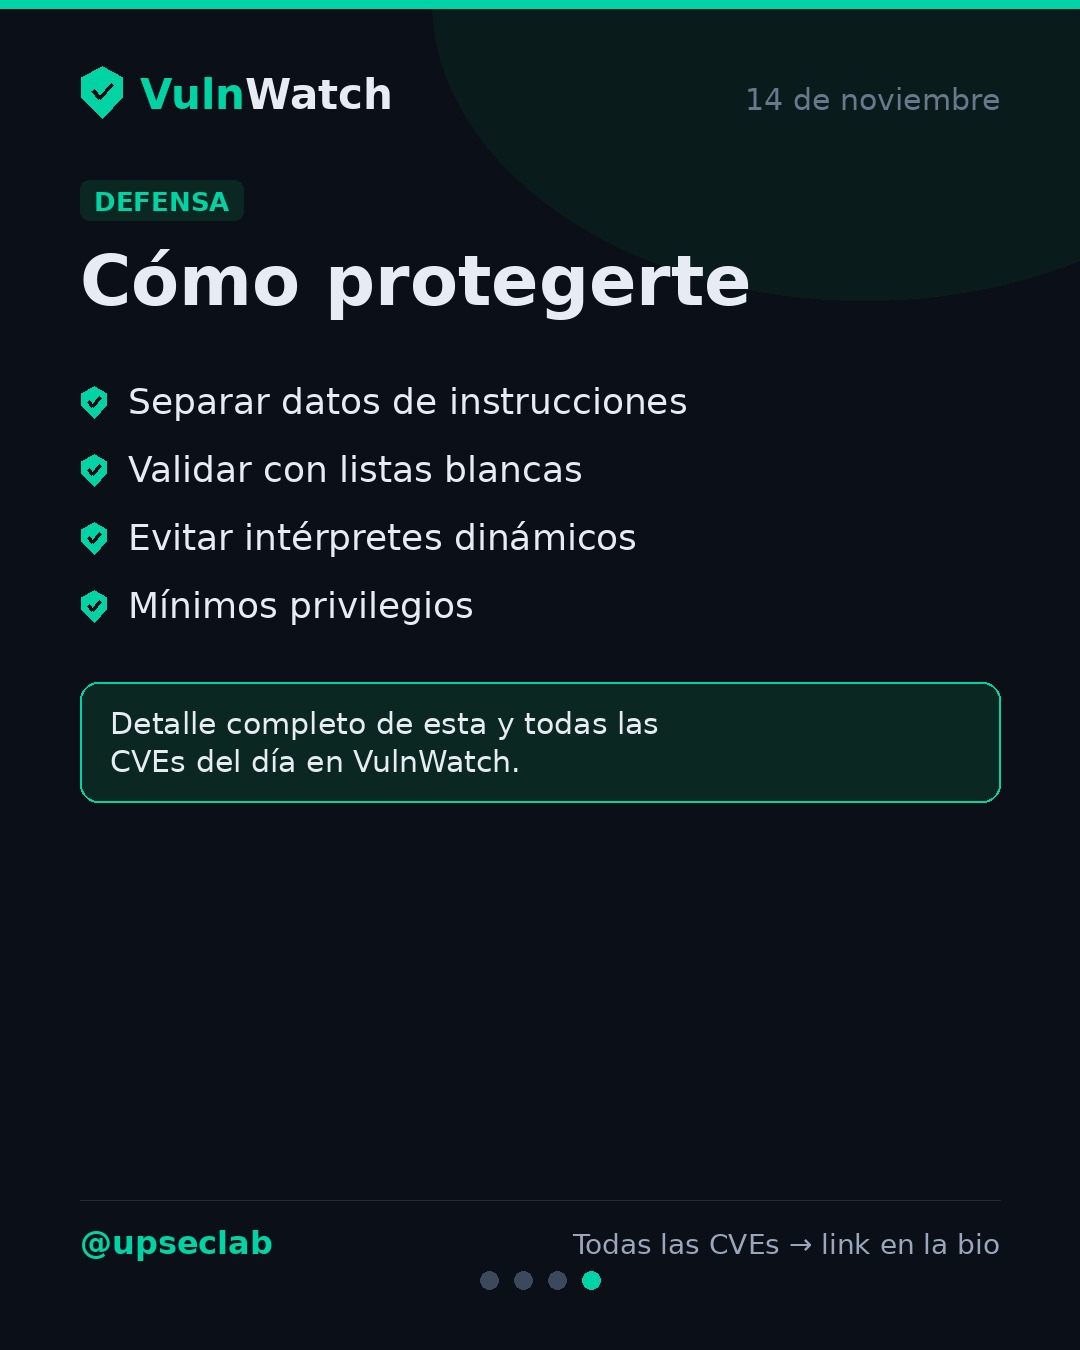 VulnWatch
14 de noviembre
DEFENSA
Cómo protegerte
Separar datos de instrucciones
Validar con listas blancas
Evitar intérpretes dinámicos
Mínimos privilegios
Detalle completo de esta y todas las
CVEs del día en VulnWatch.
@upseclab
Todas las CVEs → link en la bio